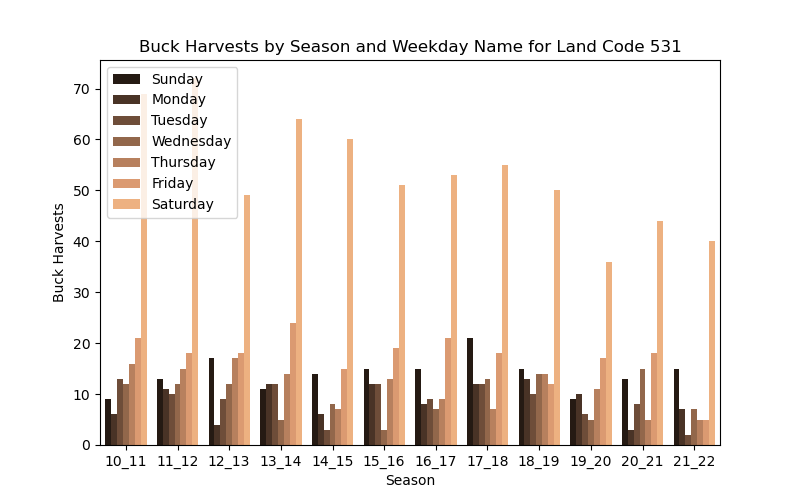 Buck Harvests by Season and Weekday Name for Land Code 531
Sunday
Monday
Tuesday
Wednesday
Thursday
Friday
Saturday
70
60
50
40
30
20
10
0
Buck Harvests
10_11 11_12 12_13 13_14 14_15 15_16 16_17 17_18 18_19 19_20 20_21 21_22
Season